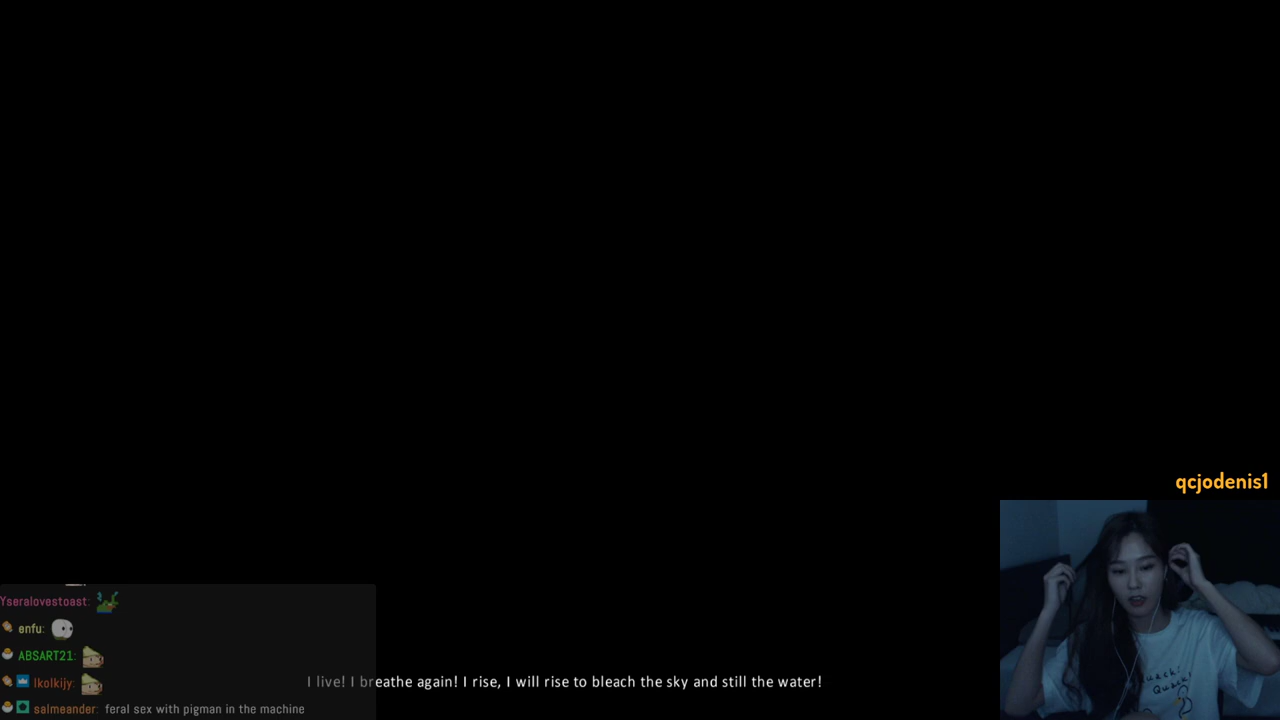 qcjodenis1
Yseralovestoast:
enfu:
ABSART21:
lkolkijy:
salmeander: feral sex with pigman in the machine
I live! I breathe again! I rise, I will rise to bleach the sky and still the water!
Quack!